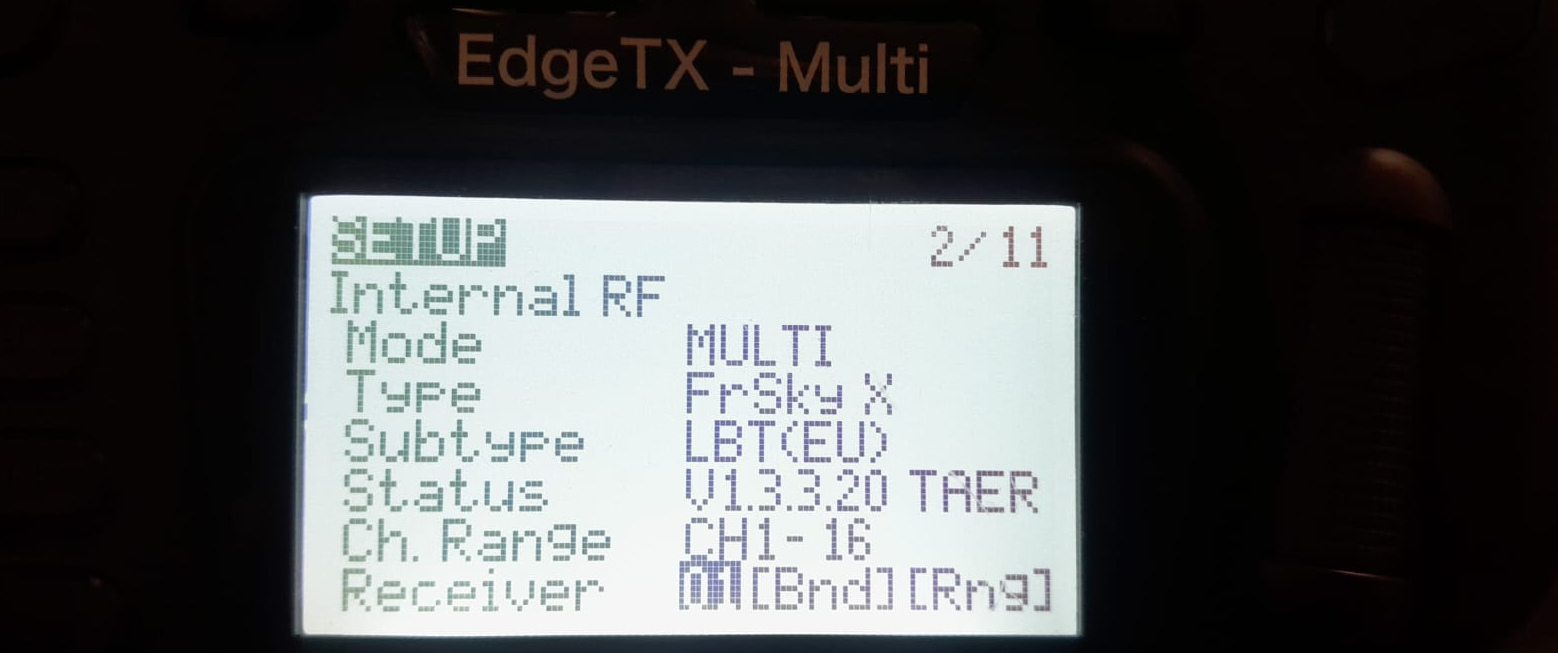 EdgeTX - Multi
SETUP 2/11
Internal RF
Mode MULTI
Type FrSky X
Subtype LBT(EU)
Status V1.3.3.20 TAER
Ch. Range CH1-16
Receiver 01 [Bnd] [Rng]